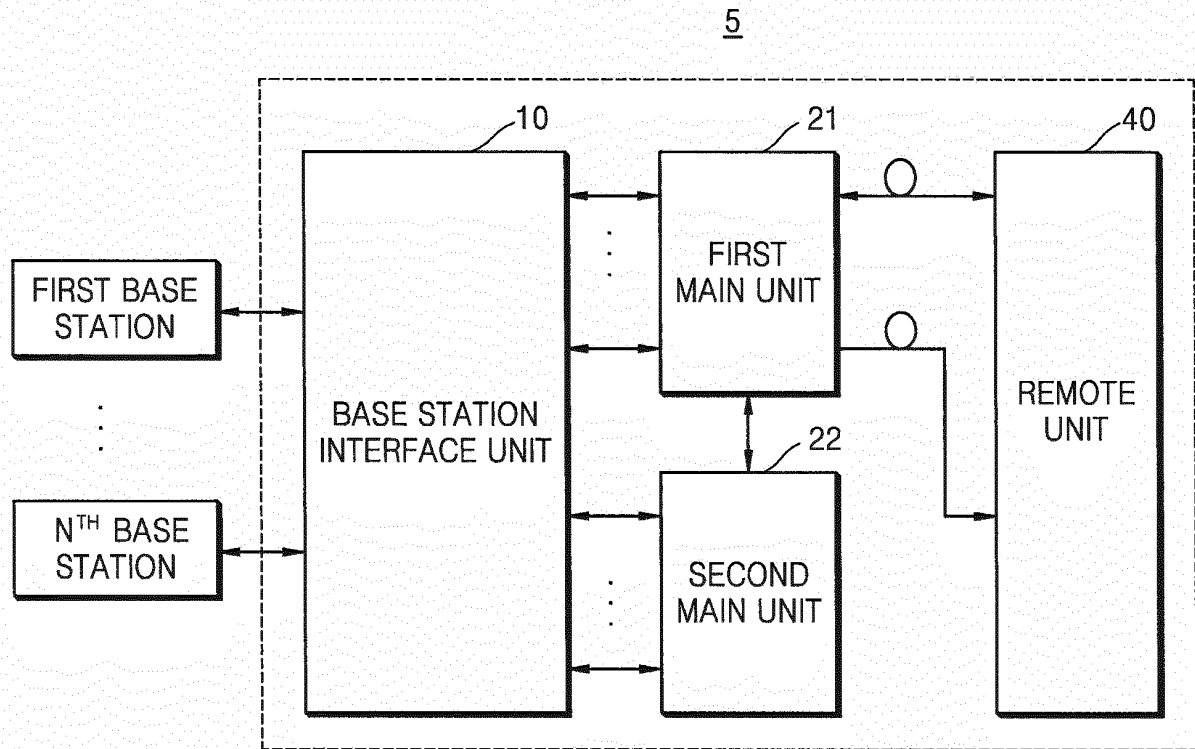 5
10
21
40
FIRST BASE
STATION
BASE STATION
INTERFACE UNIT
FIRST
MAIN UNIT
REMOTE
UNIT
22
NTH BASE
STATION
SECOND
MAIN UNIT